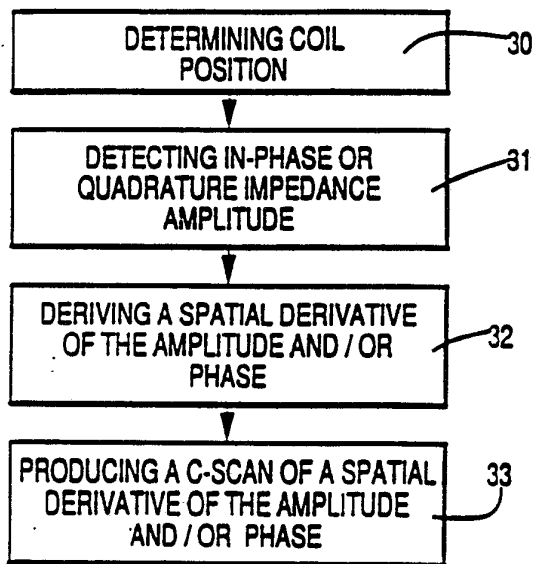 DETERMINING COIL
POSITION
30
DETECTING IN-PHASE OR
QUADRATURE IMPEDANCE
AMPLITUDE
31
DERIVING A SPATIAL DERIVATIVE
OF THE AMPLITUDE AND / OR
PHASE
32
PRODUCING A C-SCAN OF A SPATIAL
DERIVATIVE OF THE AMPLITUDE
AND / OR PHASE
33